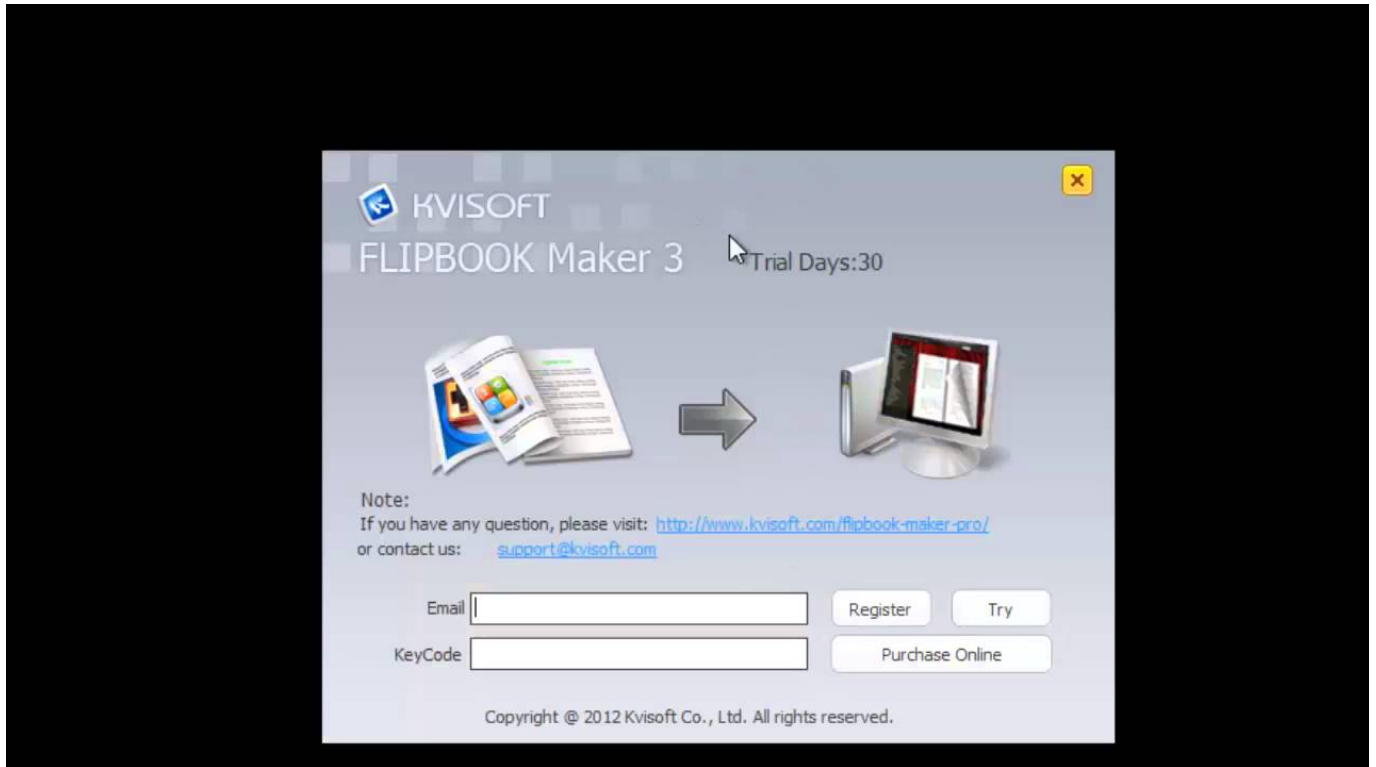 KVISOFT
FLIPBOOK Maker 3
Trial Days:30
Note:
If you have any question, please visit: http://www.kvisoft.com/flipbook-maker-pro/
or contact us: support@kvisoft.com
Email Register Try
KeyCode Purchase Online
Copyright @ 2012 Kvisoft Co., Ltd. All rights reserved.